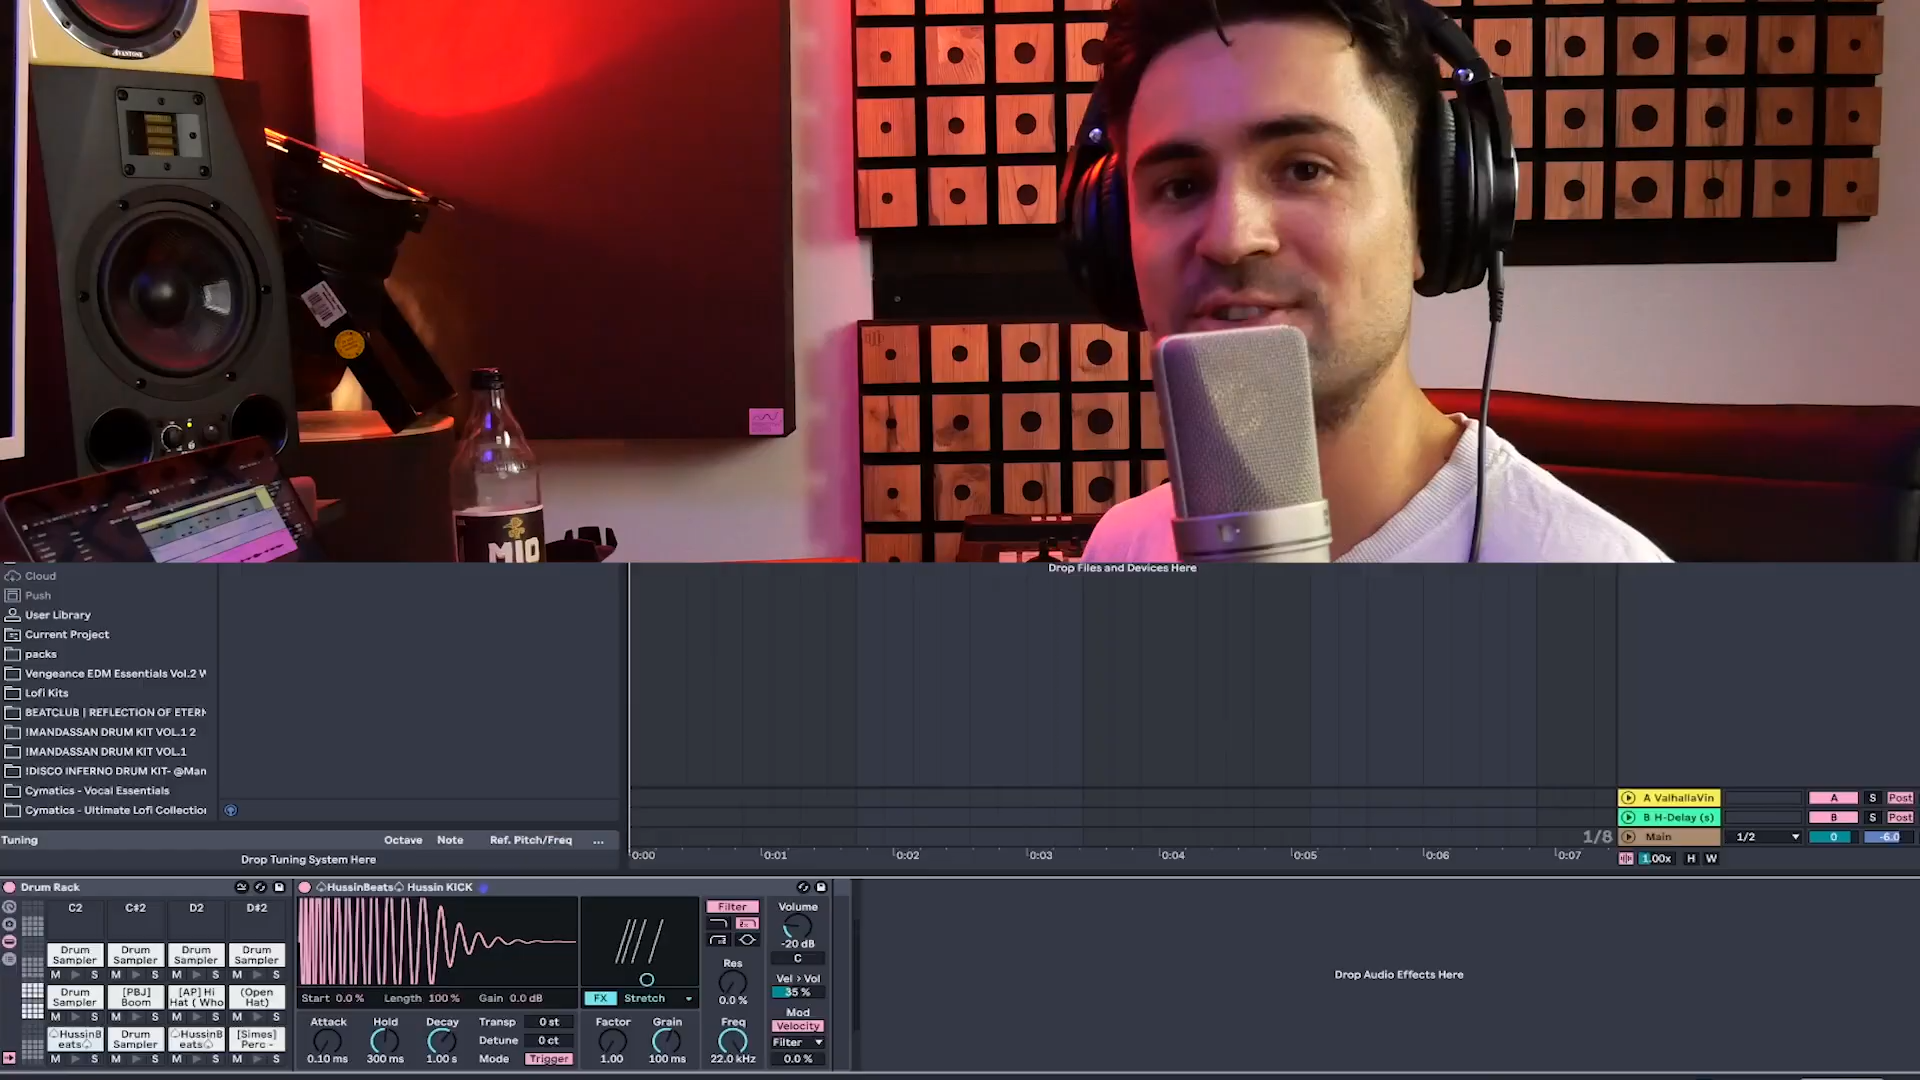 AVANTONE
MIO
Drop Files and Devices Here
Cloud
Push
User Library
Current Project
packs
Vengeance EDM Essentials Vol.2 W
Lofi Kits
BEATCLUB | REFLECTION OF ETERN
!MANDASSAN DRUM KIT VOL.1 2
!MANDASSAN DRUM KIT VOL.1
!DISCO INFERNO DRUM KIT- @Man
Cymatics - Vocal Essentials
Cymatics - Ultimate Lofi Collection
A ValhallaVin A S Post
B H-Delay (s) B S Post
1/8 Main 1/2 0 -6.0
Tuning Octave Note Ref. Pitch/Freq ...
Drop Tuning System Here
0:00 0:01 0:02 0:03 0:04 0:05 0:06 0:07
1.00x H W
Drum Rack
C2 C#2 D2 D#2
Drum Sampler Drum Sampler Drum Sampler Drum Sampler
M S M S M S M S
Drum Sampler [PBJ] Boom [AP] Hi Hat ( Who (Open Hat)
M S M S M S M S
♤HussinB eats♤ Drum Sampler ♤HussinB eats♤ [Simes] Perc -
M S M S M S M S
♤HussinBeats♤ Hussin KICK
Start 0.0 % Length 100 % Gain 0.0 dB
Attack Hold Decay
0.10 ms 300 ms 1.00 s
Transp 0 st
Detune 0 ct
Mode Trigger
FX Stretch
Factor Grain
1.00 100 ms
Filter
Res
0.0 %
Freq
22.0 kHz
Volume
-20 dB
C
Vel > Vol
35 %
Mod
Velocity
Filter
0.0 %
Drop Audio Effects Here